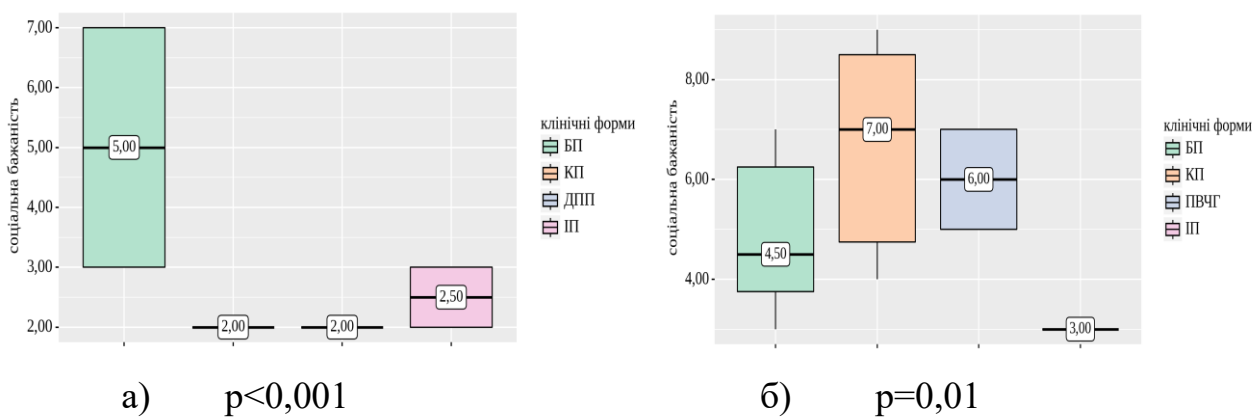 соціальна бажаність
7,00
6,00
5,00
4,00
3,00
2,00
5,00
2,00
2,00
2,50
клінічні форми
БП
КП
ДПП
ІП
соціальна бажаність
8,00
6,00
4,00
4,50
7,00
6,00
3,00
клінічні форми
БП
КП
ПВЧГ
ІП
а) p<0,001
б) p=0,01